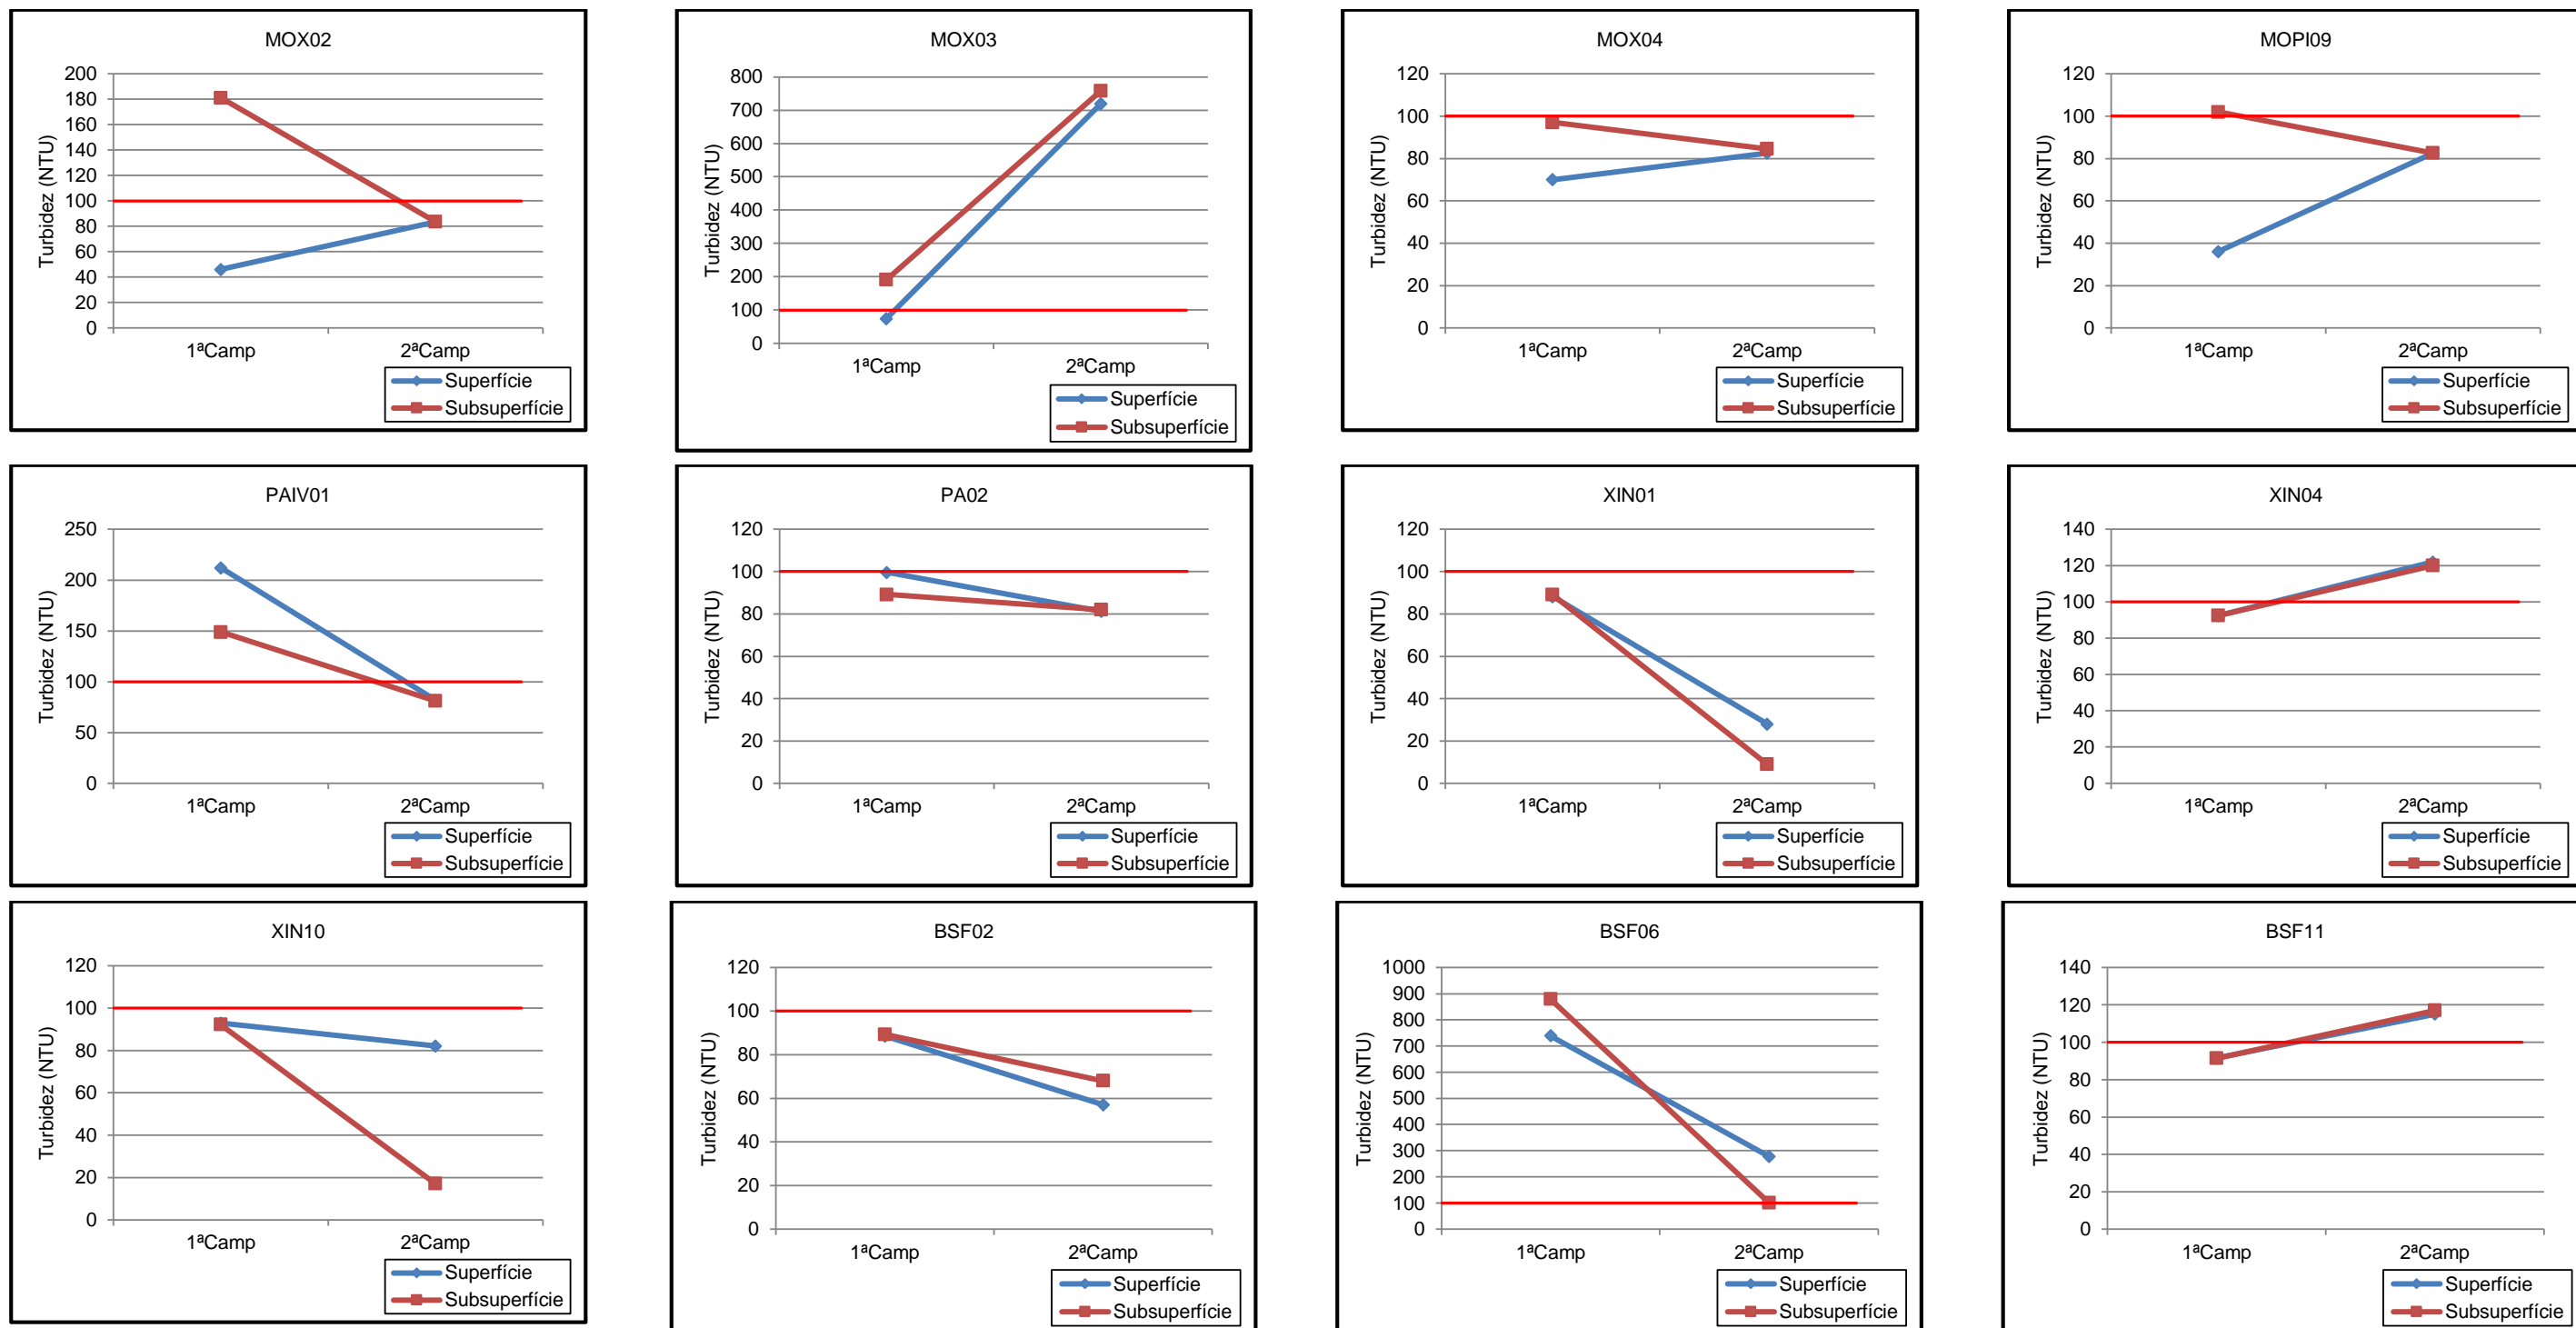 MOX02
Turbidez (NTU)
200
180
160
140
120
100
80
60
40
20
0
1ªCamp 2ªCamp
Superfície
Subsuperfície
MOX03
Turbidez (NTU)
800
700
600
500
400
300
200
100
0
1ªCamp 2ªCamp
Superfície
Subsuperfície
MOX04
Turbidez (NTU)
120
100
80
60
40
20
0
1ªCamp 2ªCamp
Superfície
Subsuperfície
MOPI09
Turbidez (NTU)
120
100
80
60
40
20
0
1ªCamp 2ªCamp
Superfície
Subsuperfície
PAIV01
Turbidez (NTU)
250
200
150
100
50
0
1ªCamp 2ªCamp
Superfície
Subsuperfície
PA02
Turbidez (NTU)
120
100
80
60
40
20
0
1ªCamp 2ªCamp
Superfície
Subsuperfície
XIN01
Turbidez (NTU)
120
100
80
60
40
20
0
1ªCamp 2ªCamp
Superfície
Subsuperfície
XIN04
Turbidez (NTU)
140
120
100
80
60
40
20
0
1ªCamp 2ªCamp
Superfície
Subsuperfície
XIN10
Turbidez (NTU)
120
100
80
60
40
20
0
1ªCamp 2ªCamp
Superfície
Subsuperfície
BSF02
Turbidez (NTU)
120
100
80
60
40
20
0
1ªCamp 2ªCamp
Superfície
Subsuperfície
BSF06
Turbidez (NTU)
1000
900
800
700
600
500
400
300
200
100
0
1ªCamp 2ªCamp
Superfície
Subsuperfície
BSF11
Turbidez (NTU)
140
120
100
80
60
40
20
0
1ªCamp 2ªCamp
Superfície
Subsuperfície